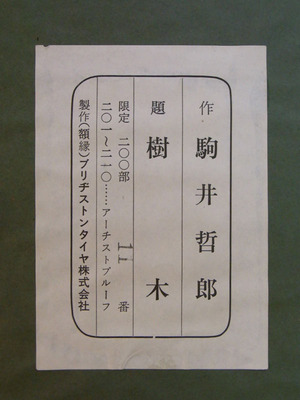 作 駒井哲郎
題 樹木
限定 二〇〇部 11 番
二〇一~二一〇……アーチストプルーフ
製作(額縁)ブリヂストンタイヤ株式会社